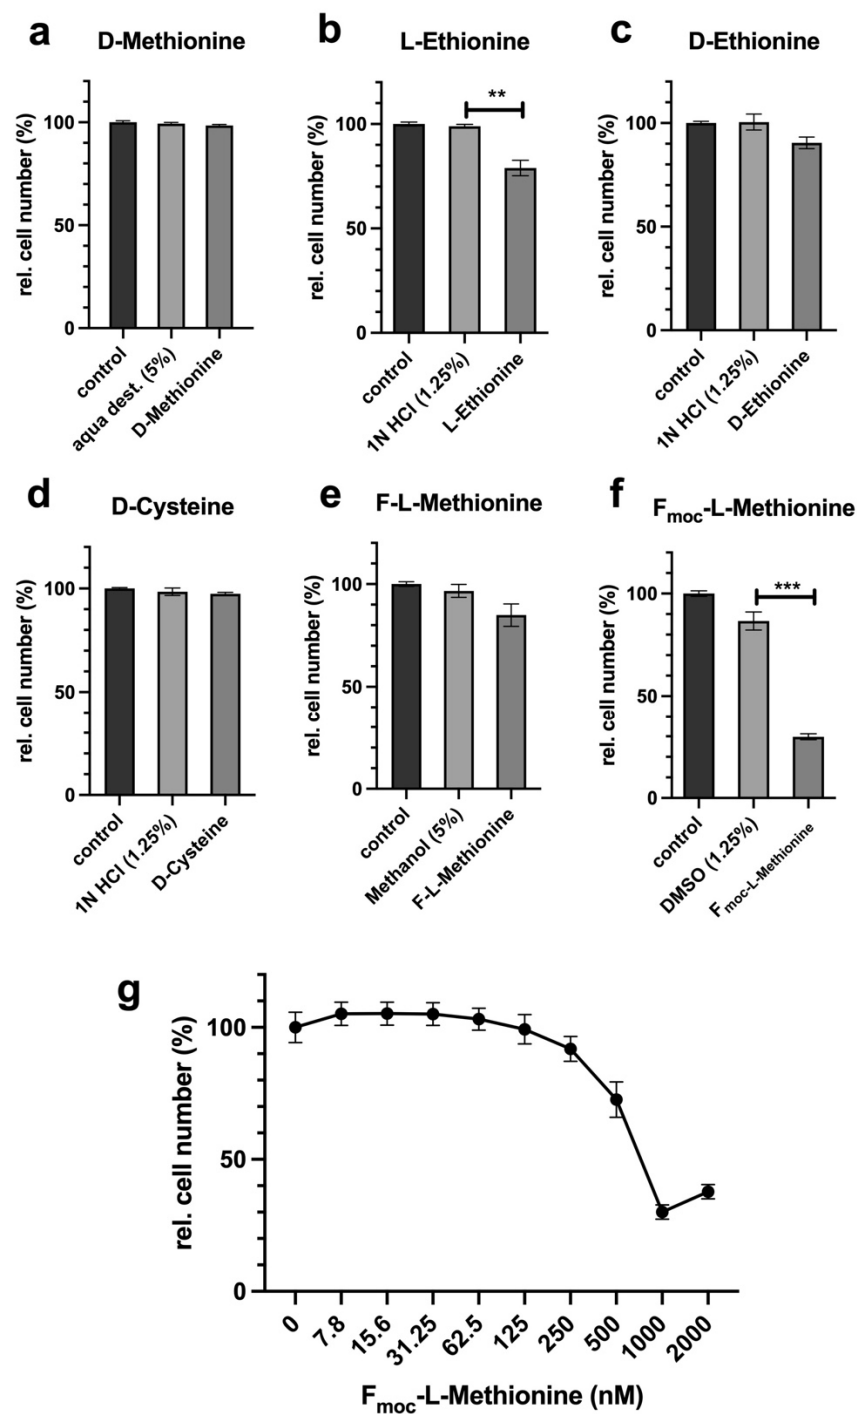 a
D-Methionine
rel. cell number (%)
100
50
0
control
aqua dest. (5%)
D-Methionine
b
L-Ethionine
**
rel. cell number (%)
100
50
0
control
1N HCl (1.25%)
L-Ethionine
c
D-Ethionine
rel. cell number (%)
100
50
0
control
1N HCl (1.25%)
D-Ethionine
d
D-Cysteine
rel. cell number (%)
100
50
0
control
1N HCl (1.25%)
D-Cysteine
e
F-L-Methionine
rel. cell number (%)
100
50
0
control
Methanol (5%)
F-L-Methionine
f
Fmoc-L-Methionine
***
rel. cell number (%)
100
50
0
control
DMSO (1.25%)
Fmoc-L-Methionine
g
rel. cell number (%)
100
50
0
0 7.8 15.6 31.25 62.5 125 250 500 1000 2000
Fmoc-L-Methionine (nM)